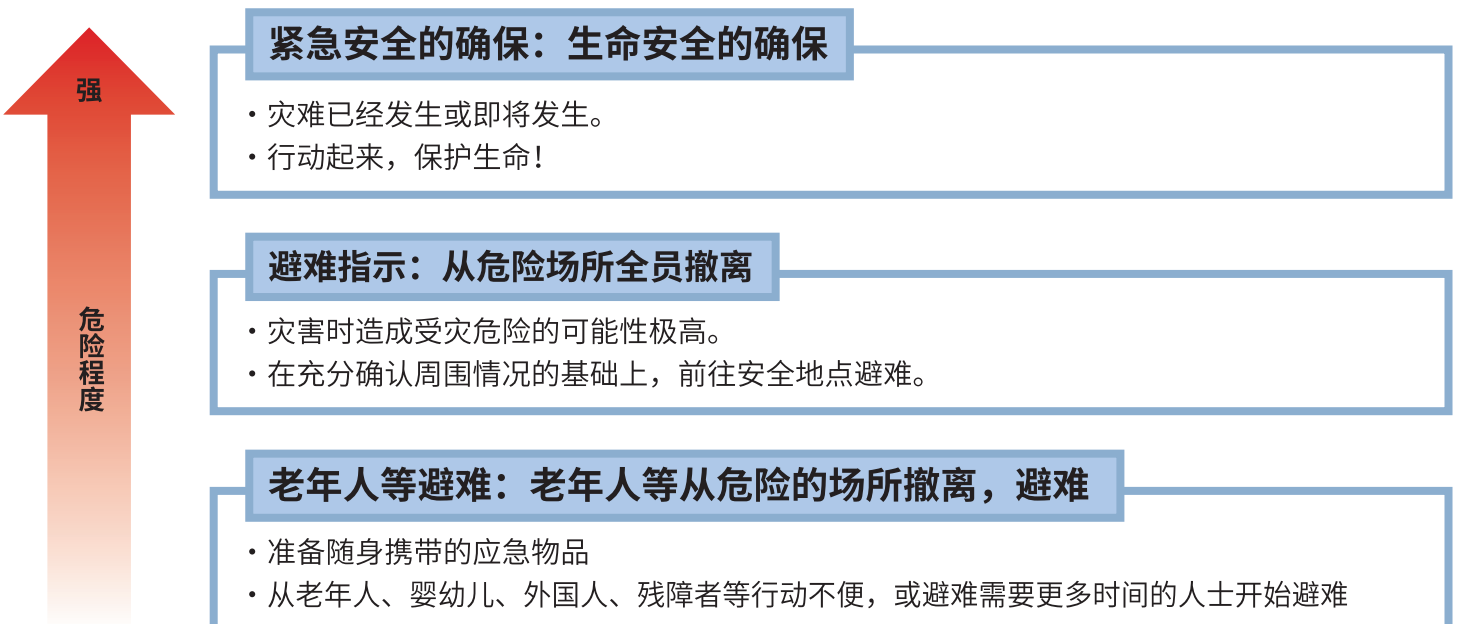 强
危险程度
紧急安全的确保：生命安全的确保
・灾难已经发生或即将发生。
・行动起来，保护生命！
避难指示：从危险场所全员撤离
・灾害时造成受灾危险的可能性极高。
・在充分确认周围情况的基础上，前往安全地点避难。
老年人等避难：老年人等从危险的场所撤离，避难
・准备随身携带的应急物品
・从老年人、婴幼儿、外国人、残障者等行动不便，或避难需要更多时间的人士开始避难